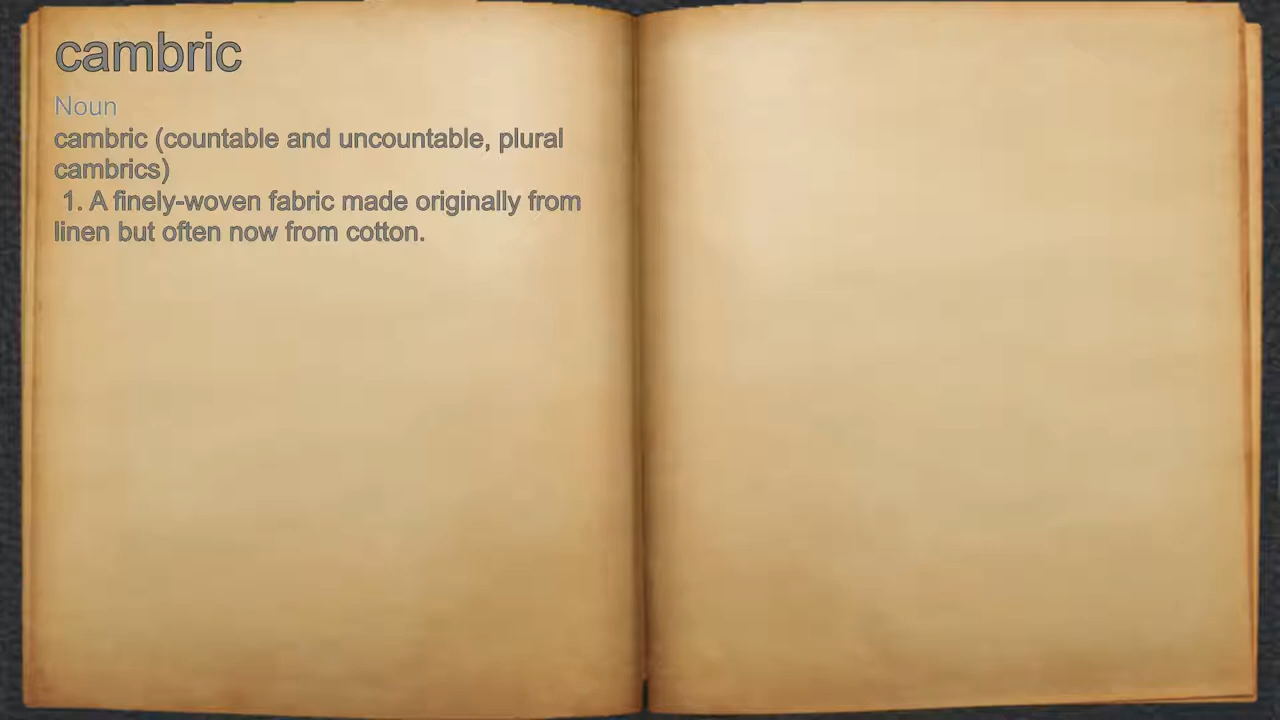 cambric
Noun
cambric (countable and uncountable, plural
cambrics)
1. A finely-woven fabric made originally from
linen but often now from cotton.